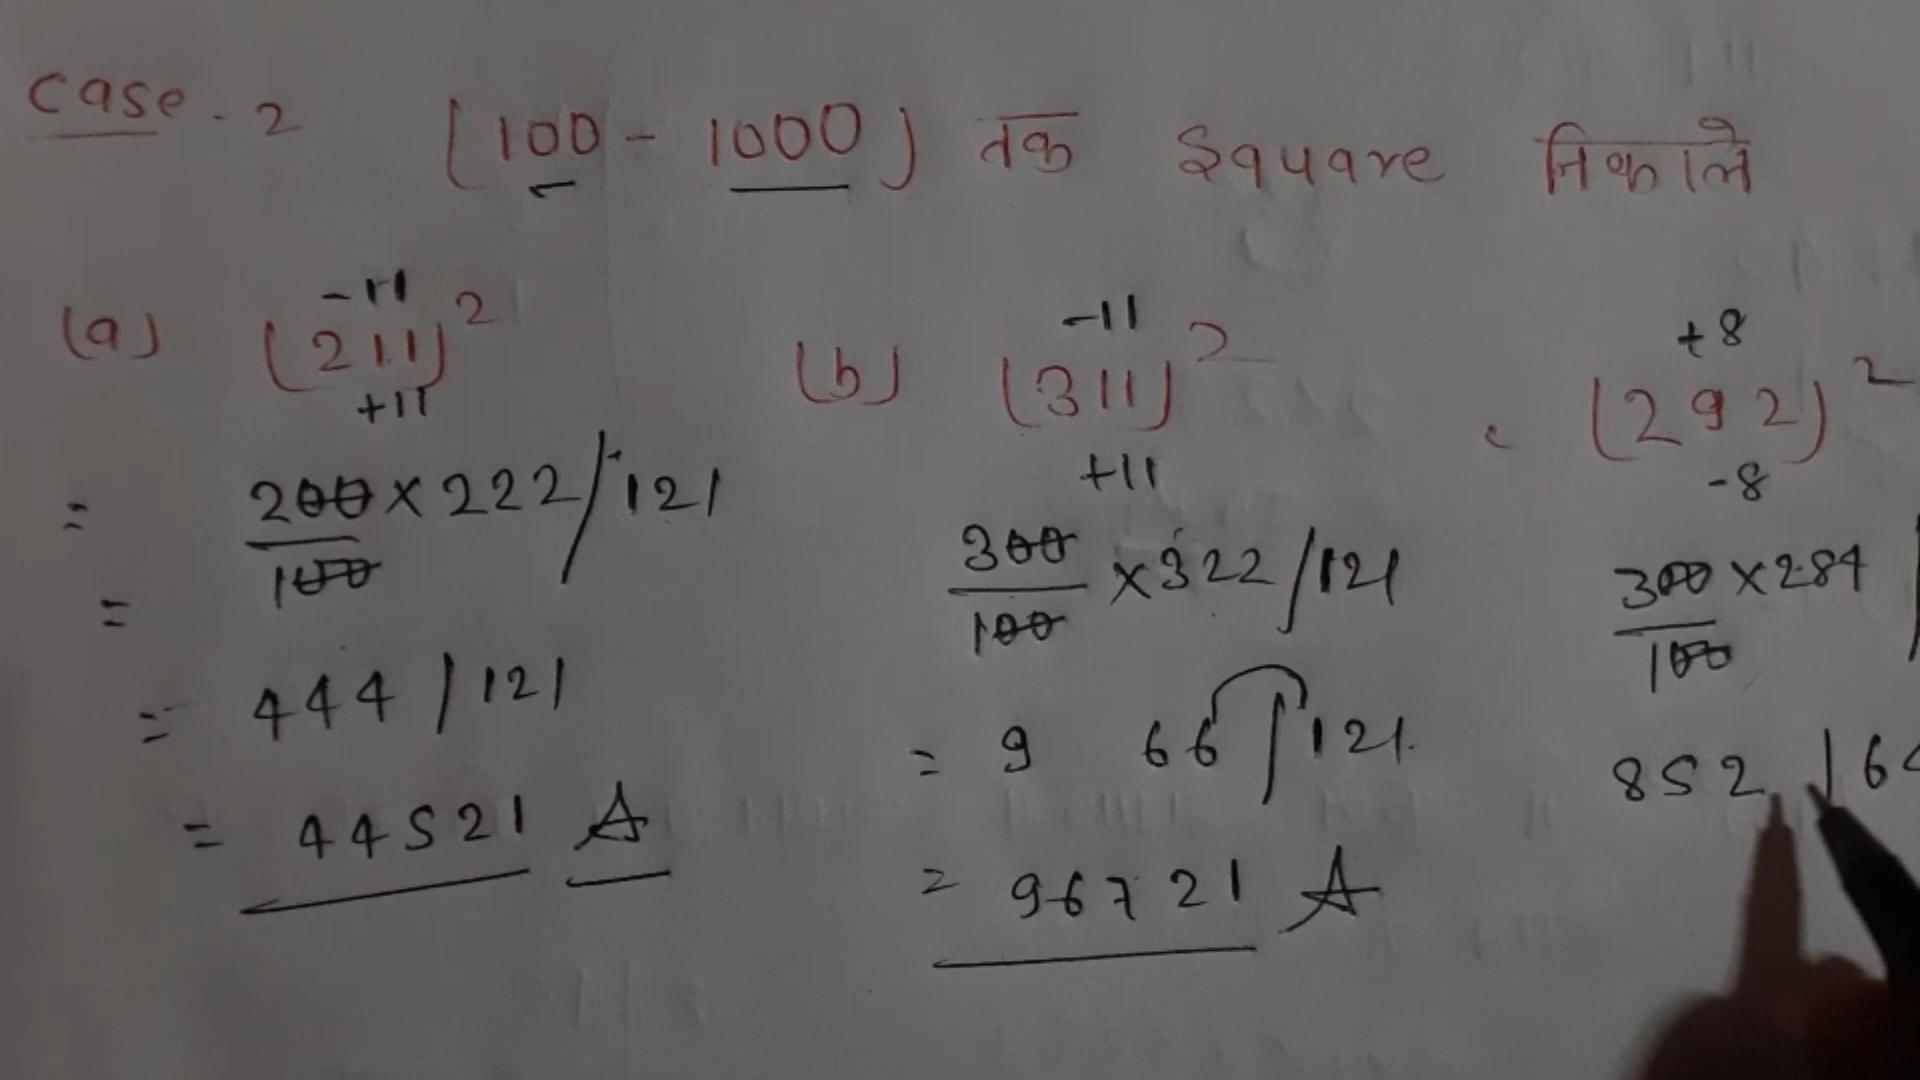 Case - 2 (100 - 1000) तक Square निकाले
(a) (211)² -11 +11
= 200/100 × 222 / 121
=
= 444 / 121
= 44521 A
(b) (311)² -11 +11
300/100 × 322 / 121
= 9 66 / 121
= 96721 A
(292)² +8 -8
300/100 × 284 /
852 / 6